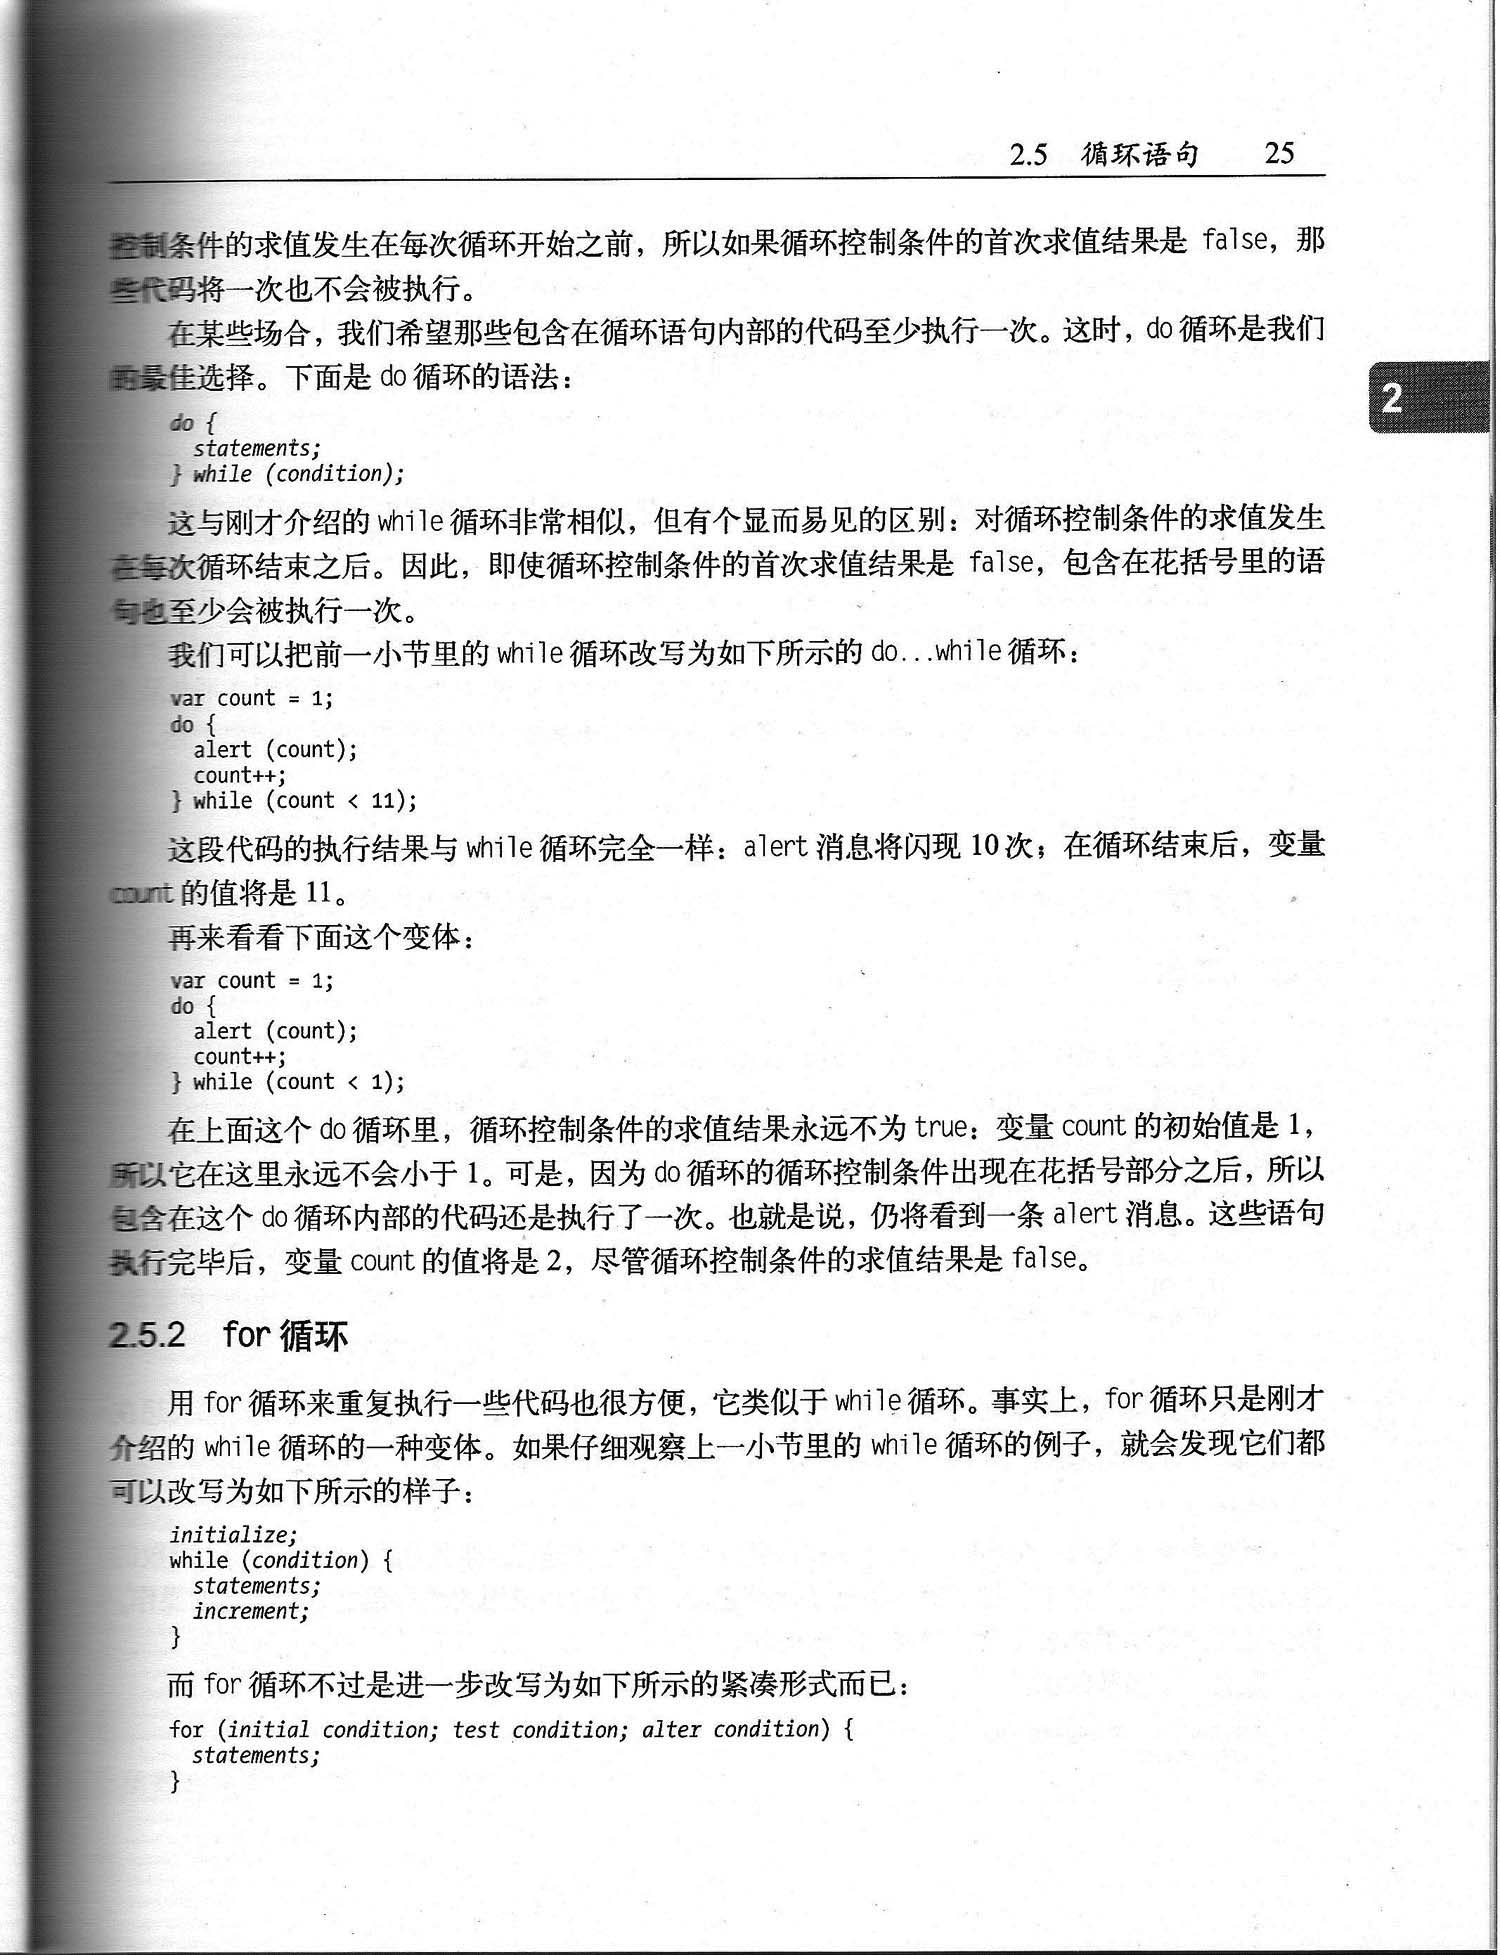 2.5 循环语句 25
控制条件的求值发生在每次循环开始之前，所以如果循环控制条件的首次求值结果是 false，那
些代码将一次也不会被执行。
在某些场合，我们希望那些包含在循环语句内部的代码至少执行一次。这时，do 循环是我们
的最佳选择。下面是 do 循环的语法：
2
do {
  statements;
} while (condition);
这与刚才介绍的 while 循环非常相似，但有个显而易见的区别：对循环控制条件的求值发生
在每次循环结束之后。因此，即使循环控制条件的首次求值结果是 false，包含在花括号里的语
句也至少会被执行一次。
我们可以把前一小节里的 while 循环改写为如下所示的 do...while 循环：
var count = 1;
do {
  alert (count);
  count++;
} while (count < 11);
这段代码的执行结果与 while 循环完全一样：alert 消息将闪现 10 次；在循环结束后，变量
count 的值将是 11。
再来看看下面这个变体：
var count = 1;
do {
  alert (count);
  count++;
} while (count < 1);
在上面这个 do 循环里，循环控制条件的求值结果永远不为 true：变量 count 的初始值是 1，
所以它在这里永远不会小于 1。可是，因为 do 循环的循环控制条件出现在花括号部分之后，所以
包含在这个 do 循环内部的代码还是执行了一次。也就是说，仍将看到一条 alert 消息。这些语句
执行完毕后，变量 count 的值将是 2，尽管循环控制条件的求值结果是 false。
2.5.2 for 循环
用 for 循环来重复执行一些代码也很方便，它类似于 while 循环。事实上，for 循环只是刚才
介绍的 while 循环的一种变体。如果仔细观察上一小节里的 while 循环的例子，就会发现它们都
可以改写为如下所示的样子：
initialize;
while (condition) {
  statements;
  increment;
}
而 for 循环不过是进一步改写为如下所示的紧凑形式而已：
for (initial condition; test condition; alter condition) {
  statements;
}